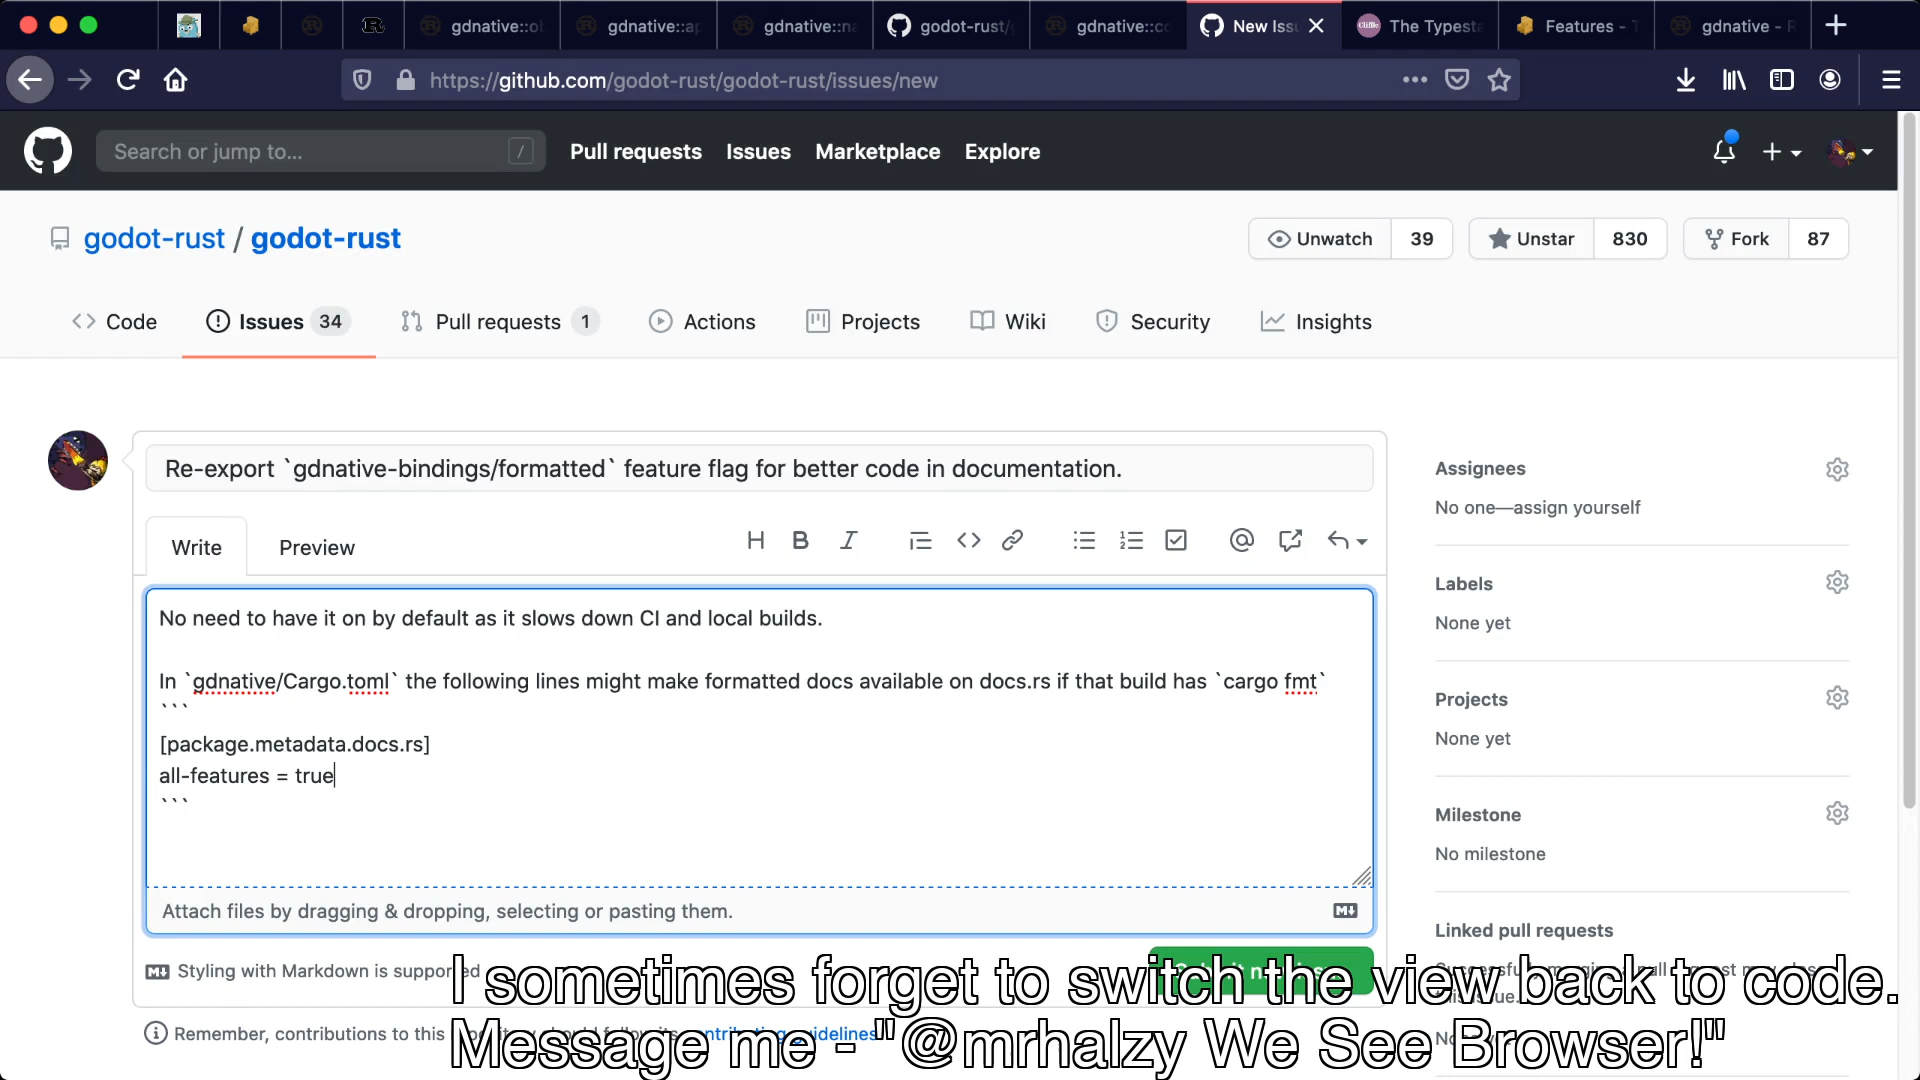 gdnative::ob
gdnative::ap
gdnative::na
godot-rust/g
gdnative::co
New Iss
The Typesta
Features - T
gdnative - R
https://github.com/godot-rust/godot-rust/issues/new
Search or jump to... /
Pull requests Issues Marketplace Explore
godot-rust / godot-rust
Unwatch 39 Unstar 830 Fork 87
Code Issues 34 Pull requests 1 Actions Projects Wiki Security Insights
Re-export `gdnative-bindings/formatted` feature flag for better code in documentation.
Write Preview
No need to have it on by default as it slows down CI and local builds.
In `gdnative/Cargo.toml` the following lines might make formatted docs available on docs.rs if that build has `cargo fmt`
```
[package.metadata.docs.rs]
all-features = true
```
Attach files by dragging & dropping, selecting or pasting them.
Styling with Markdown is supported
Remember, contributions to this
Assignees
No one—assign yourself
Labels
None yet
Projects
None yet
Milestone
No milestone
Linked pull requests
I sometimes forget to switch the view back to code.
Message me - "@mrhalzy We See Browser!"